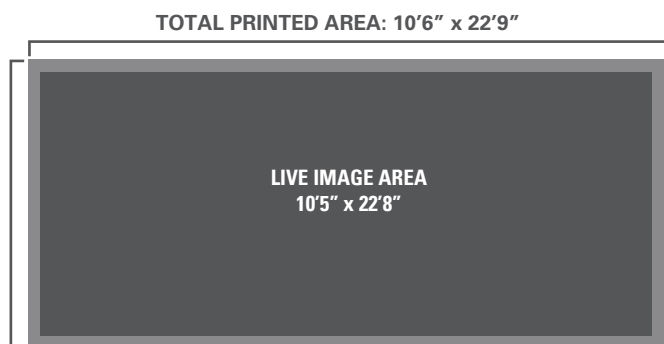 TOTAL PRINTED AREA: 10′6″ x 22′9″
LIVE IMAGE AREA
10′5″ x 22′8″